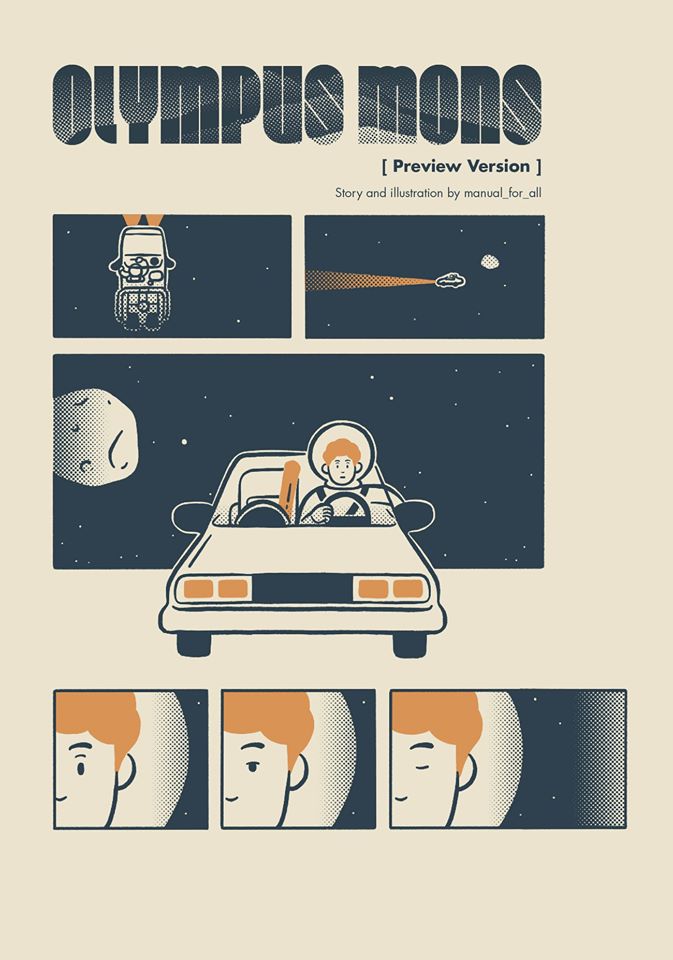 OLYMPUS MONS
[ Preview Version ]
Story and illustration by manual_for_all